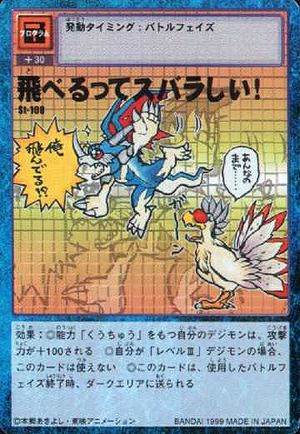 プログラム
+30
発動タイミング：バトルフェイズ
飛べるってスバラしい！
St-108
俺飛んでる!?
あんなのまで…
ガーン
効果：◎能力「くうちゅう」をもつ自分のデジモンは、攻撃
力が+100される ◎自分が「レベルⅢ」デジモンの場合、
このカードは使えない ◎このカードは、使用したバトルフ
ェイズ終了時、ダークエリアに送られる
©本郷あきよし・東映アニメーション
BANDAI 1999 MADE IN JAPAN